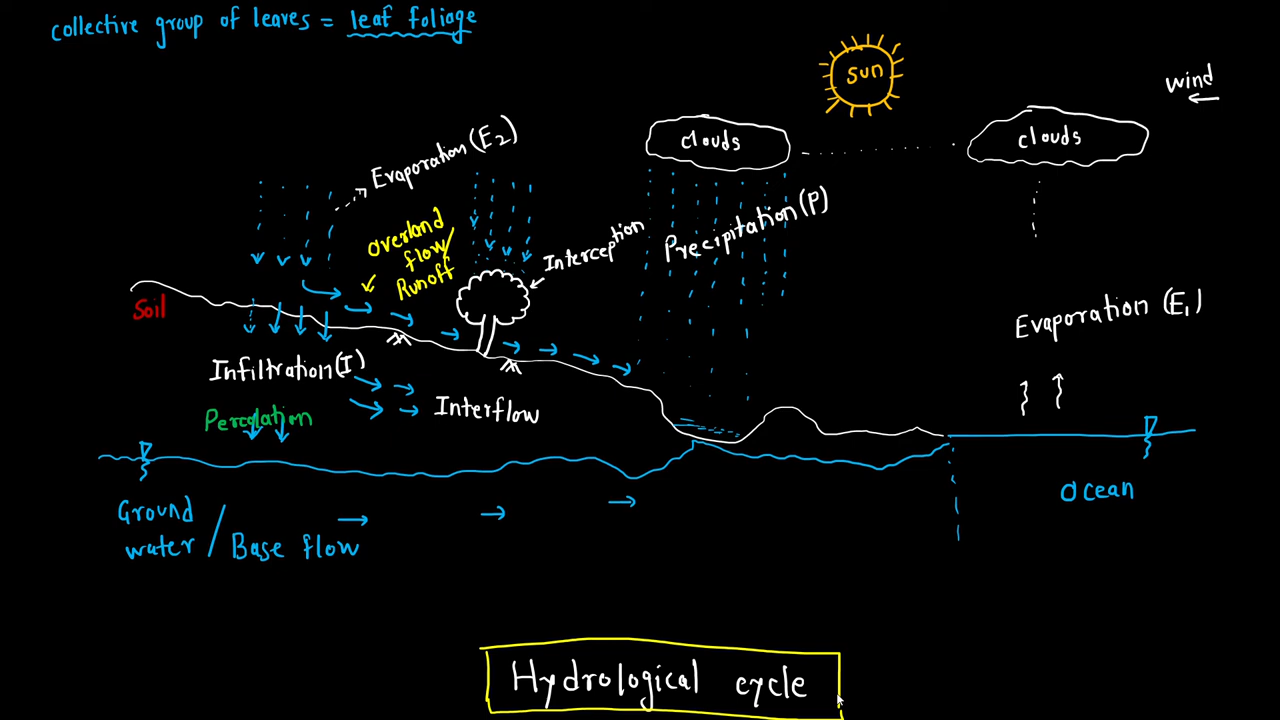 collective group of leaves = leaf foliage
sun
wind
clouds
clouds
Evaporation (E2)
Precipitation (P)
Overland
flow/
Runoff
Interception
Soil
Evaporation (E1)
Infiltration (I)
Percolation
Interflow
Ocean
Ground
water / Base flow
Hydrological cycle